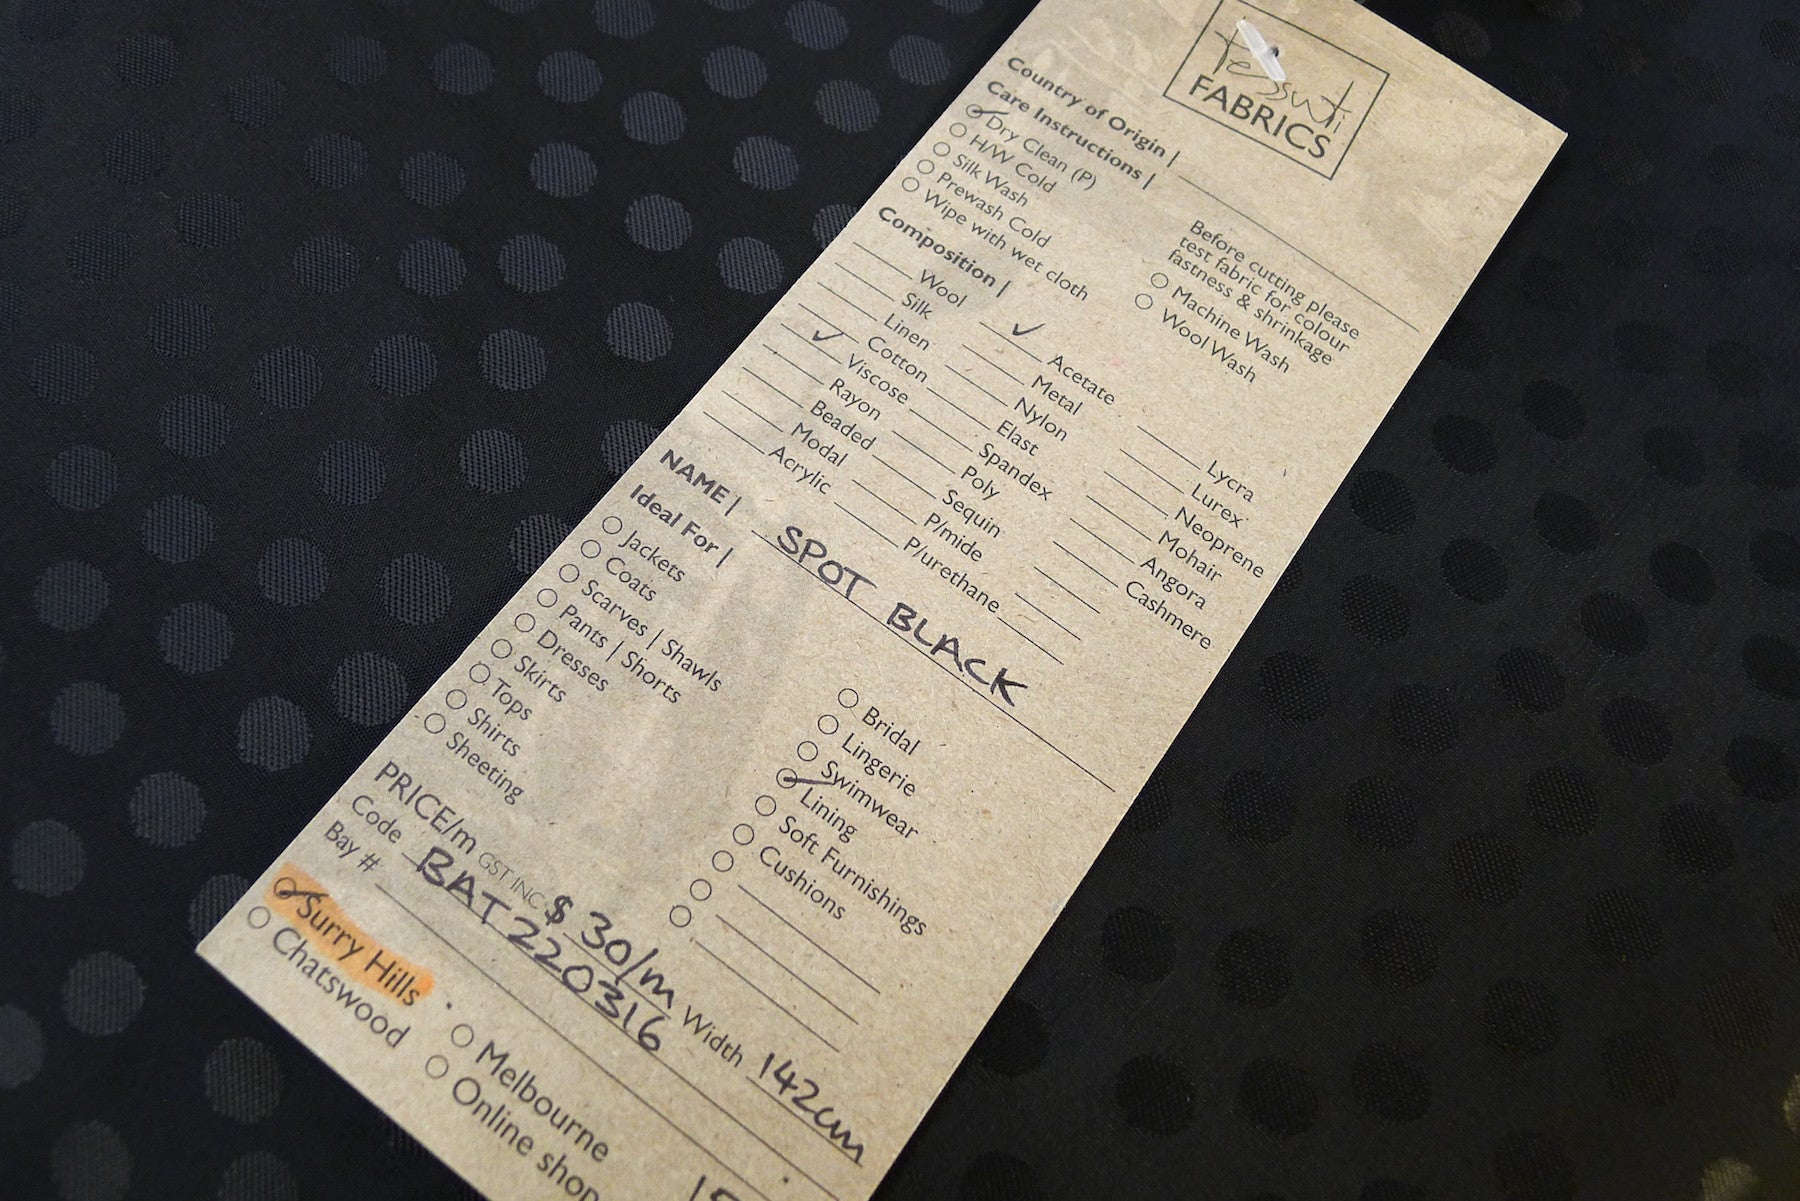 tessuti
FABRICS
Country of Origin |
Care Instructions |
Dry Clean (P)
H/W Cold
Silk Wash
Prewash Cold
Wipe with wet cloth
Before cutting please
test fabric for colour
fastness & shrinkage
Machine Wash
Wool Wash
Composition |
Wool
Silk
Linen
Cotton
Viscose
Rayon
Beaded
Modal
Acrylic
Acetate
Metal
Nylon
Elast
Spandex
Poly
Sequin
P/mide
P/urethane
Lycra
Lurex
Neoprene
Mohair
Angora
Cashmere
NAME | SPOT BLACK
Ideal For |
Jackets
Coats
Scarves | Shawls
Pants | Shorts
Dresses
Skirts
Tops
Shirts
Sheeting
Bridal
Lingerie
Swimwear
Lining
Soft Furnishings
Cushions
PRICE/m GST INC $30/m Width 142cm
Code BAT220316
Bay #
Surry Hills
Chatswood
Melbourne
Online shop